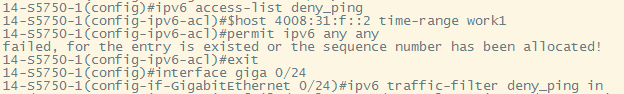 14-S5750-1(config)#ipv6 access-list deny_ping
14-S5750-1(config-ipv6-acl)#$host 4008:31:f::2 time-range work1
14-S5750-1(config-ipv6-acl)#permit ipv6 any any
failed, for the entry is existed or the sequence number has been allocated!
14-S5750-1(config-ipv6-acl)#exit
14-S5750-1(config)#interface giga 0/24
14-S5750-1(config-if-GigabitEthernet 0/24)#ipv6 traffic-filter deny_ping in